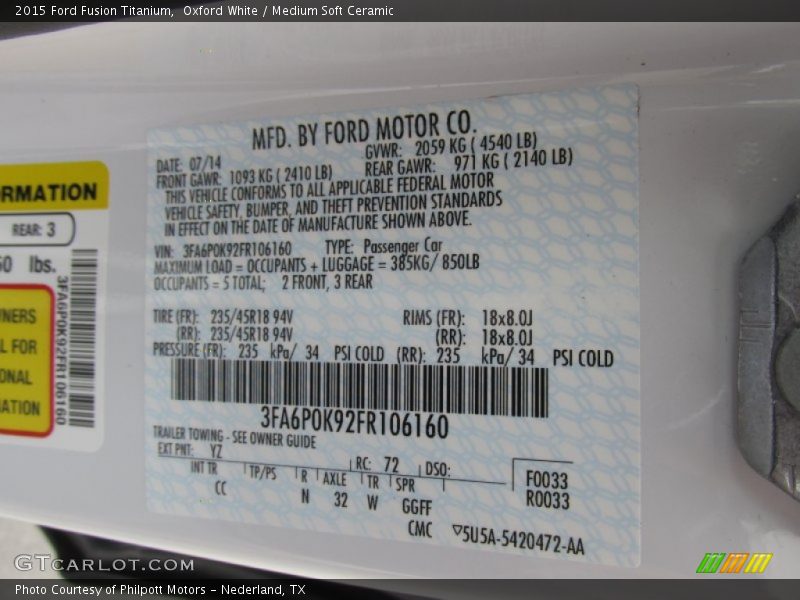 2015 Ford Fusion Titanium,  Oxford White / Medium Soft Ceramic
MFD. BY FORD MOTOR CO.
DATE: 07/14 GVWR: 2059 KG ( 4540 LB)
FRONT GAWR: 1093 KG ( 2410 LB) REAR GAWR: 971 KG ( 2140 LB)
THIS VEHICLE CONFORMS TO ALL APPLICABLE FEDERAL MOTOR
VEHICLE SAFETY, BUMPER, AND THEFT PREVENTION STANDARDS
IN EFFECT ON THE DATE OF MANUFACTURE SHOWN ABOVE.
VIN: 3FA6P0K92FR106160 TYPE: Passenger Car
MAXIMUM LOAD = OCCUPANTS + LUGGAGE = 385KG/ 850LB
OCCUPANTS = 5 TOTAL; 2 FRONT, 3 REAR
TIRE (FR): 235/45R18 94V RIMS (FR): 18x8.0J
(RR): 235/45R18 94V (RR): 18x8.0J
PRESSURE (FR): 235 kPa/ 34 PSI COLD (RR): 235 kPa/ 34 PSI COLD
3FA6P0K92FR106160
TRAILER TOWING - SEE OWNER GUIDE
EXT PNT: YZ RC: 72 DSO: F0033
INT TR TP/PS R AXLE TR SPR R0033
CC N 32 W GGFF
CMC 5U5A-5420472-AA
RMATION
REAR: 3
50 lbs.
3FA6P0K92FR106160
NERS
L FOR
ONAL
ATION
GTCARLOT.COM
Photo Courtesy of Philpott Motors - Nederland, TX